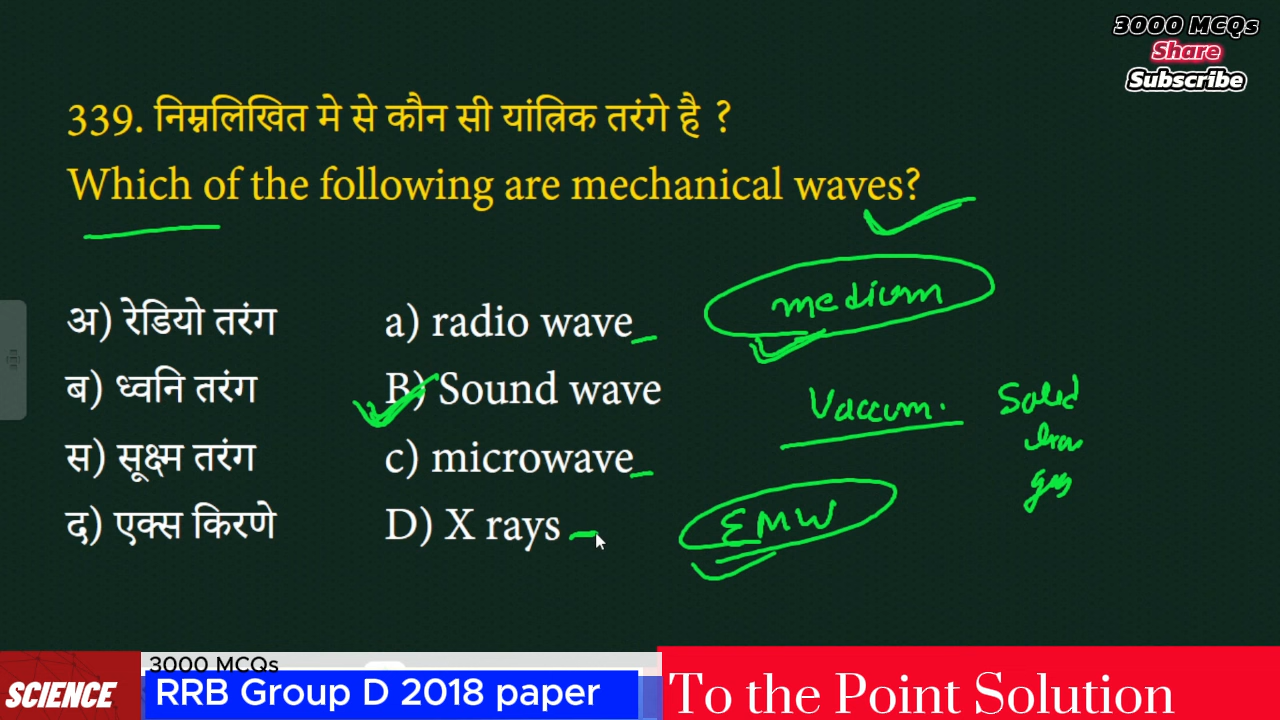 3000 MCQs
Share
Subscribe
339. निम्नलिखित मे से कौन सी यांत्रिक तरंगे है ?
Which of the following are mechanical waves?
medium
अ) रेडियो तरंग a) radio wave
ब) ध्वनि तरंग B) Sound wave
Vaccum. Solid
स) सूक्ष्म तरंग c) microwave
gas
द) एक्स किरणे D) X rays
EMW
3000 MCQs
SCIENCE RRB Group D 2018 paper To the Point Solution